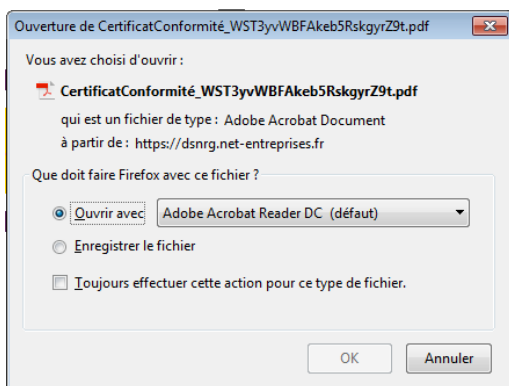 Ouverture de CertificatConformité_WST3yvWBFAkeb5RskgyrZ9t.pdf
Vous avez choisi d'ouvrir :
CertificatConformité_WST3yvWBFAkeb5RskgyrZ9t.pdf
qui est un fichier de type : Adobe Acrobat Document
à partir de : https://dsnrg.net-entreprises.fr
Que doit faire Firefox avec ce fichier ?
Ouvrir avec Adobe Acrobat Reader DC (défaut)
Enregistrer le fichier
Toujours effectuer cette action pour ce type de fichier.
OK Annuler